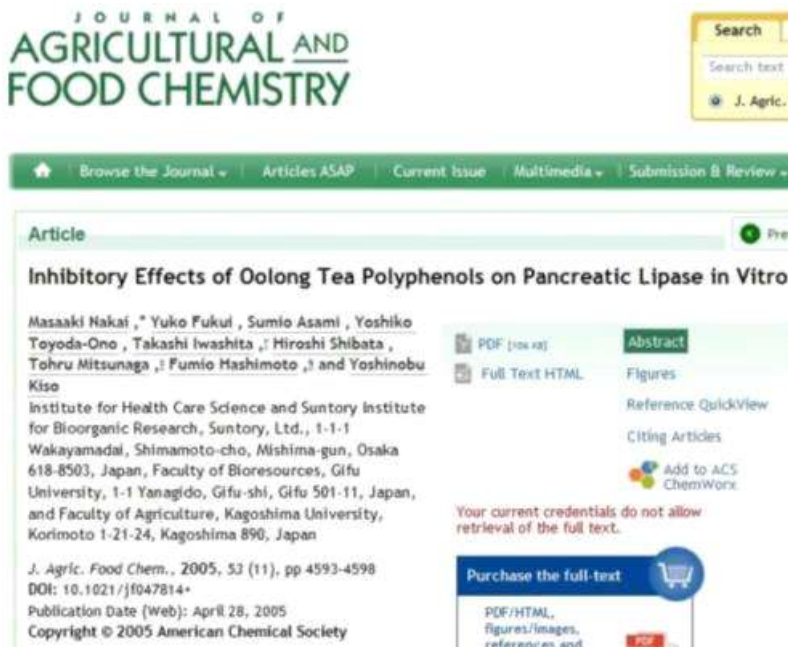 JOURNAL OF
AGRICULTURAL AND
FOOD CHEMISTRY
Search
Search text
J. Agric.
Browse the Journal
Articles ASAP
Current Issue
Multimedia
Submission & Review
Article
Pre
Inhibitory Effects of Oolong Tea Polyphenols on Pancreatic Lipase in Vitro
Masaaki Nakai ,* Yuko Fukui , Sumio Asami , Yoshiko
Toyoda-Ono , Takashi Iwashita ,† Hiroshi Shibata ,
Tohru Mitsunaga ,‡ Fumio Hashimoto ,§ and Yoshinobu
Kiso
Institute for Health Care Science and Suntory Institute
for Bioorganic Research, Suntory, Ltd., 1-1-1
Wakayamadai, Shimamoto-cho, Mishima-gun, Osaka
618-8503, Japan, Faculty of Bioresources, Gifu
University, 1-1 Yanagido, Gifu-shi, Gifu 501-11, Japan,
and Faculty of Agriculture, Kagoshima University,
Korimoto 1-21-24, Kagoshima 890, Japan
J. Agric. Food Chem., 2005, 53 (11), pp 4593-4598
DOI: 10.1021/jf047814+
Publication Date (Web): April 28, 2005
Copyright © 2005 American Chemical Society
PDF [106 KB]
Full Text HTML
Abstract
Figures
Reference QuickView
Citing Articles
Add to ACS
ChemWorx
Your current credentials do not allow
retrieval of the full text.
Purchase the full-text
PDF/HTML,
figures/images,
references and
PDF